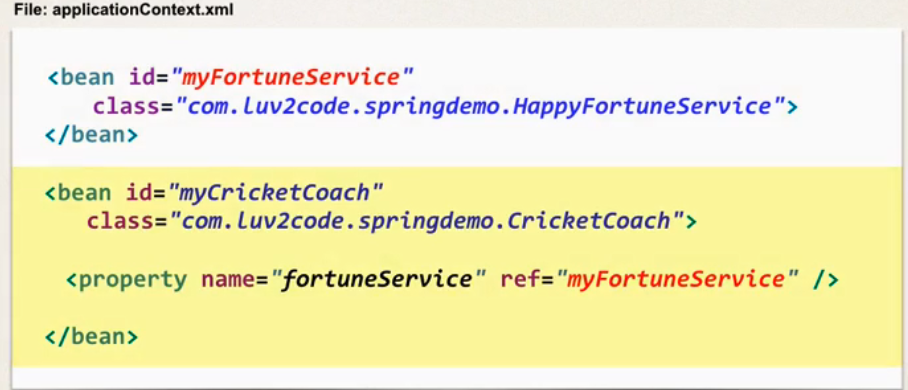 File: applicationContext.xml
<bean id="myFortuneService"
class="com.luv2code.springdemo.HappyFortuneService">
</bean>
<bean id="myCricketCoach"
class="com.luv2code.springdemo.CricketCoach">
<property name="fortuneService" ref="myFortuneService" />
</bean>